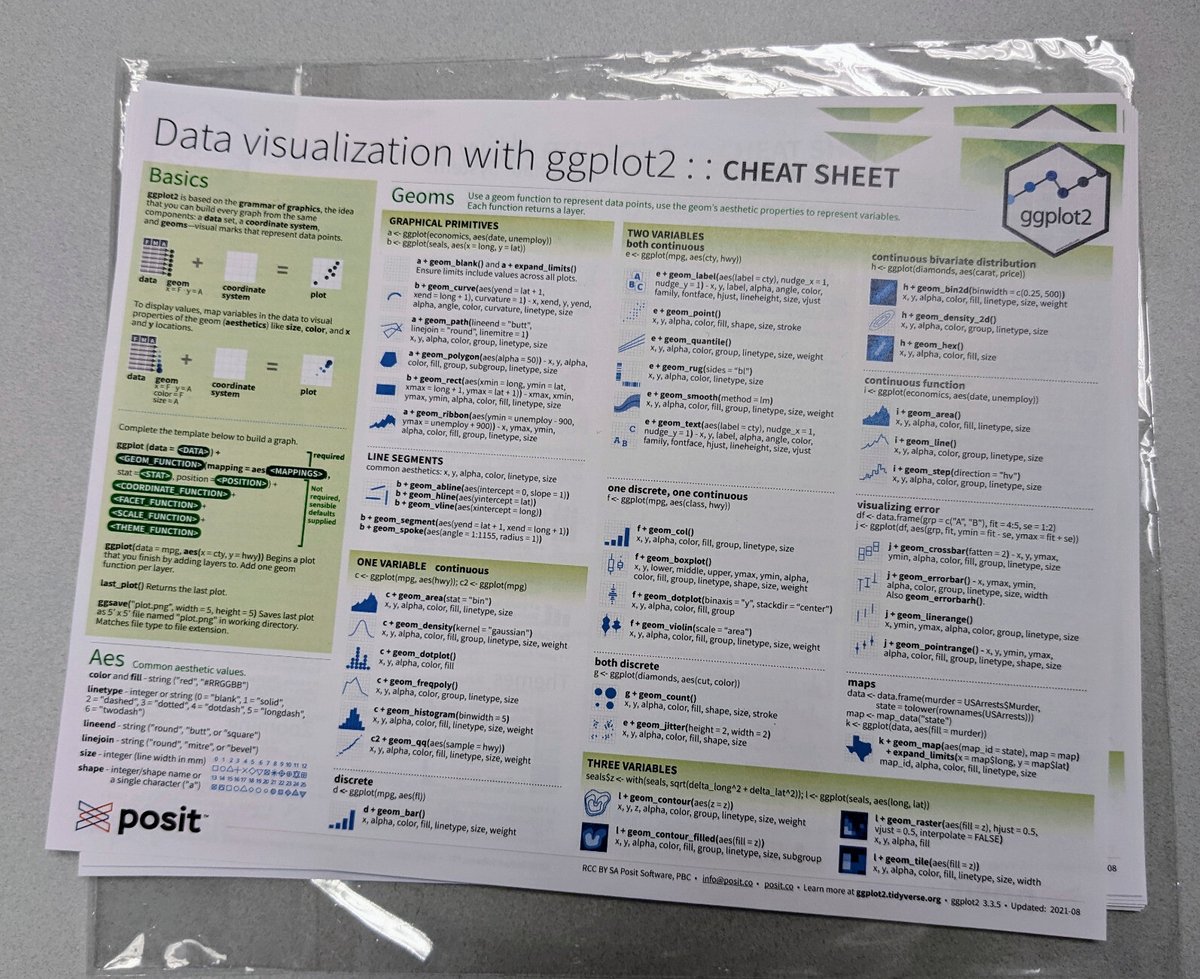 Data visualization with ggplot2 : : CHEAT SHEET
ggplot2
Basics
ggplot2 is based on the grammar of graphics, the idea
that you can build every graph from the same
components: a data set, a coordinate system,
and geoms—visual marks that represent data points.
F M A
+
=
data
geom
x = F y = A
coordinate
system
plot
To display values, map variables in the data to visual
properties of the geom (aesthetics) like size, color, and x
and y locations.
F M A
+
=
data
geom
x = F y = A
color = F
size = A
coordinate
system
plot
Complete the template below to build a graph.
ggplot (data = <DATA>) +
<GEOM_FUNCTION>(mapping = aes(<MAPPINGS>),
stat = <STAT>, position = <POSITION>) +
<COORDINATE_FUNCTION> +
<FACET_FUNCTION> +
<SCALE_FUNCTION> +
<THEME_FUNCTION>
required
Not
required,
sensible
defaults
supplied
ggplot(data = mpg, aes(x = cty, y = hwy)) Begins a plot
that you finish by adding layers to. Add one geom
function per layer.
last_plot() Returns the last plot.
ggsave("plot.png", width = 5, height = 5) Saves last plot
as 5' x 5' file named "plot.png" in working directory.
Matches file type to file extension.
Aes Common aesthetic values.
color and fill - string ("red", "#RRGGBB")
linetype - integer or string (0 = "blank", 1 = "solid",
2 = "dashed", 3 = "dotted", 4 = "dotdash", 5 = "longdash",
6 = "twodash")
lineend - string ("round", "butt", or "square")
linejoin - string ("round", "mitre", or "bevel")
size - integer (line width in mm)
shape - integer/shape name or
a single character ("a")
0 1 2 3 4 5 6 7 8 9 10 11 12
13 14 15 16 17 18 19 20 21 22 23 24 25
posit™
Geoms
Use a geom function to represent data points, use the geom's aesthetic properties to represent variables.
Each function returns a layer.
GRAPHICAL PRIMITIVES
a <- ggplot(economics, aes(date, unemploy))
b <- ggplot(seals, aes(x = long, y = lat))
a + geom_blank() and a + expand_limits()
Ensure limits include values across all plots.
b + geom_curve(aes(yend = lat + 1,
xend = long + 1), curvature = 1) - x, xend, y, yend,
alpha, angle, color, curvature, linetype, size
a + geom_path(lineend = "butt",
linejoin = "round", linemitre = 1)
x, y, alpha, color, group, linetype, size
a + geom_polygon(aes(alpha = 50)) - x, y, alpha,
color, fill, group, subgroup, linetype, size
b + geom_rect(aes(xmin = long, ymin = lat,
xmax = long + 1, ymax = lat + 1)) - xmax, xmin,
ymax, ymin, alpha, color, fill, linetype, size
a + geom_ribbon(aes(ymin = unemploy - 900,
ymax = unemploy + 900)) - x, ymax, ymin,
alpha, color, fill, group, linetype, size
LINE SEGMENTS
common aesthetics: x, y, alpha, color, linetype, size
b + geom_abline(aes(intercept = 0, slope = 1))
b + geom_hline(aes(yintercept = lat))
b + geom_vline(aes(xintercept = long))
b + geom_segment(aes(yend = lat + 1, xend = long + 1))
b + geom_spoke(aes(angle = 1:1155, radius = 1))
ONE VARIABLE continuous
c <- ggplot(mpg, aes(hwy)); c2 <- ggplot(mpg)
c + geom_area(stat = "bin")
x, y, alpha, color, fill, linetype, size
c + geom_density(kernel = "gaussian")
x, y, alpha, color, fill, group, linetype, size, weight
c + geom_dotplot()
x, y, alpha, color, fill
c + geom_freqpoly()
x, y, alpha, color, group, linetype, size
c + geom_histogram(binwidth = 5)
x, y, alpha, color, fill, linetype, size, weight
c2 + geom_qq(aes(sample = hwy))
x, y, alpha, color, fill, linetype, size, weight
discrete
d <- ggplot(mpg, aes(fl))
d + geom_bar()
x, alpha, color, fill, linetype, size, weight
TWO VARIABLES
both continuous
e <- ggplot(mpg, aes(cty, hwy))
A
B C
e + geom_label(aes(label = cty), nudge_x = 1,
nudge_y = 1) - x, y, label, alpha, angle, color,
family, fontface, hjust, lineheight, size, vjust
e + geom_point()
x, y, alpha, color, fill, shape, size, stroke
e + geom_quantile()
x, y, alpha, color, group, linetype, size, weight
e + geom_rug(sides = "bl")
x, y, alpha, color, linetype, size
e + geom_smooth(method = lm)
x, y, alpha, color, fill, group, linetype, size, weight
C
A B
e + geom_text(aes(label = cty), nudge_x = 1,
nudge_y = 1) - x, y, label, alpha, angle, color,
family, fontface, hjust, lineheight, size, vjust
one discrete, one continuous
f <- ggplot(mpg, aes(class, hwy))
f + geom_col()
x, y, alpha, color, fill, group, linetype, size
f + geom_boxplot()
x, y, lower, middle, upper, ymax, ymin, alpha,
color, fill, group, linetype, shape, size, weight
f + geom_dotplot(binaxis = "y", stackdir = "center")
x, y, alpha, color, fill, group
f + geom_violin(scale = "area")
x, y, alpha, color, fill, group, linetype, size, weight
both discrete
g <- ggplot(diamonds, aes(cut, color))
g + geom_count()
x, y, alpha, color, fill, shape, size, stroke
e + geom_jitter(height = 2, width = 2)
x, y, alpha, color, fill, shape, size
continuous bivariate distribution
h <- ggplot(diamonds, aes(carat, price))
h + geom_bin2d(binwidth = c(0.25, 500))
x, y, alpha, color, fill, linetype, size, weight
h + geom_density_2d()
x, y, alpha, color, group, linetype, size
h + geom_hex()
x, y, alpha, color, fill, size
continuous function
i <- ggplot(economics, aes(date, unemploy))
i + geom_area()
x, y, alpha, color, fill, linetype, size
i + geom_line()
x, y, alpha, color, group, linetype, size
i + geom_step(direction = "hv")
x, y, alpha, color, group, linetype, size
visualizing error
df <- data.frame(grp = c("A", "B"), fit = 4:5, se = 1:2)
j <- ggplot(df, aes(grp, fit, ymin = fit - se, ymax = fit + se))
j + geom_crossbar(fatten = 2) - x, y, ymax,
ymin, alpha, color, fill, group, linetype, size
j + geom_errorbar() - x, ymax, ymin,
alpha, color, group, linetype, size, width
Also geom_errorbarh().
j + geom_linerange()
x, ymin, ymax, alpha, color, group, linetype, size
j + geom_pointrange() - x, y, ymin, ymax,
alpha, color, fill, group, linetype, shape, size
maps
data <- data.frame(murder = USArrests$Murder,
state = tolower(rownames(USArrests)))
map <- map_data("state")
k <- ggplot(data, aes(fill = murder))
k + geom_map(aes(map_id = state), map = map)
+ expand_limits(x = map$long, y = map$lat)
map_id, alpha, color, fill, linetype, size
THREE VARIABLES
seals$z <- with(seals, sqrt(delta_long^2 + delta_lat^2)); l <- ggplot(seals, aes(long, lat))
l + geom_contour(aes(z = z))
x, y, z, alpha, color, group, linetype, size, weight
l + geom_contour_filled(aes(fill = z))
x, y, alpha, color, fill, group, linetype, size, subgroup
l + geom_raster(aes(fill = z), hjust = 0.5,
vjust = 0.5, interpolate = FALSE)
x, y, alpha, fill
l + geom_tile(aes(fill = z))
x, y, alpha, color, fill, linetype, size, width
RCC BY SA Posit Software, PBC • info@posit.co • posit.co • Learn more at ggplot2.tidyverse.org • ggplot2 3.3.5 • Updated: 2021-08
08